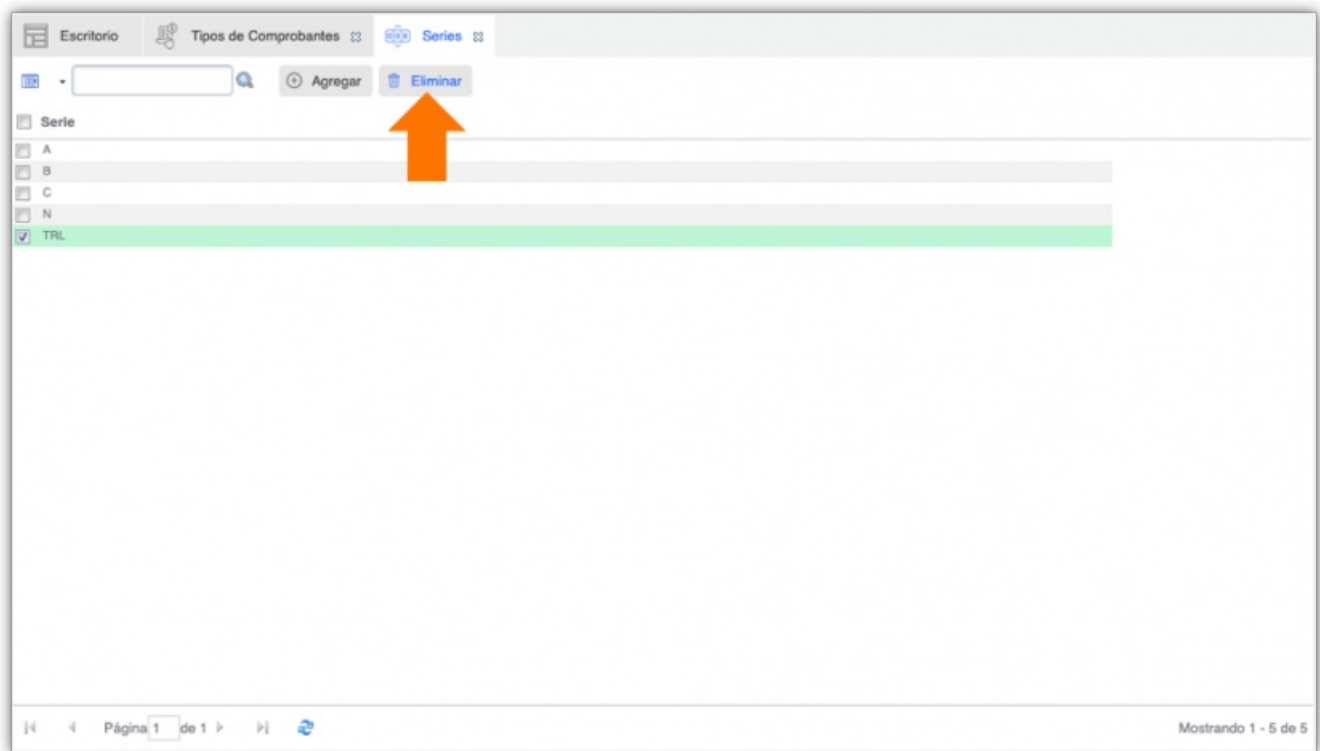 Escritorio Tipos de Comprobantes Series
Agregar Eliminar
Serie
A
B
C
N
TRL
Página 1 de 1 Mostrando 1 - 5 de 5